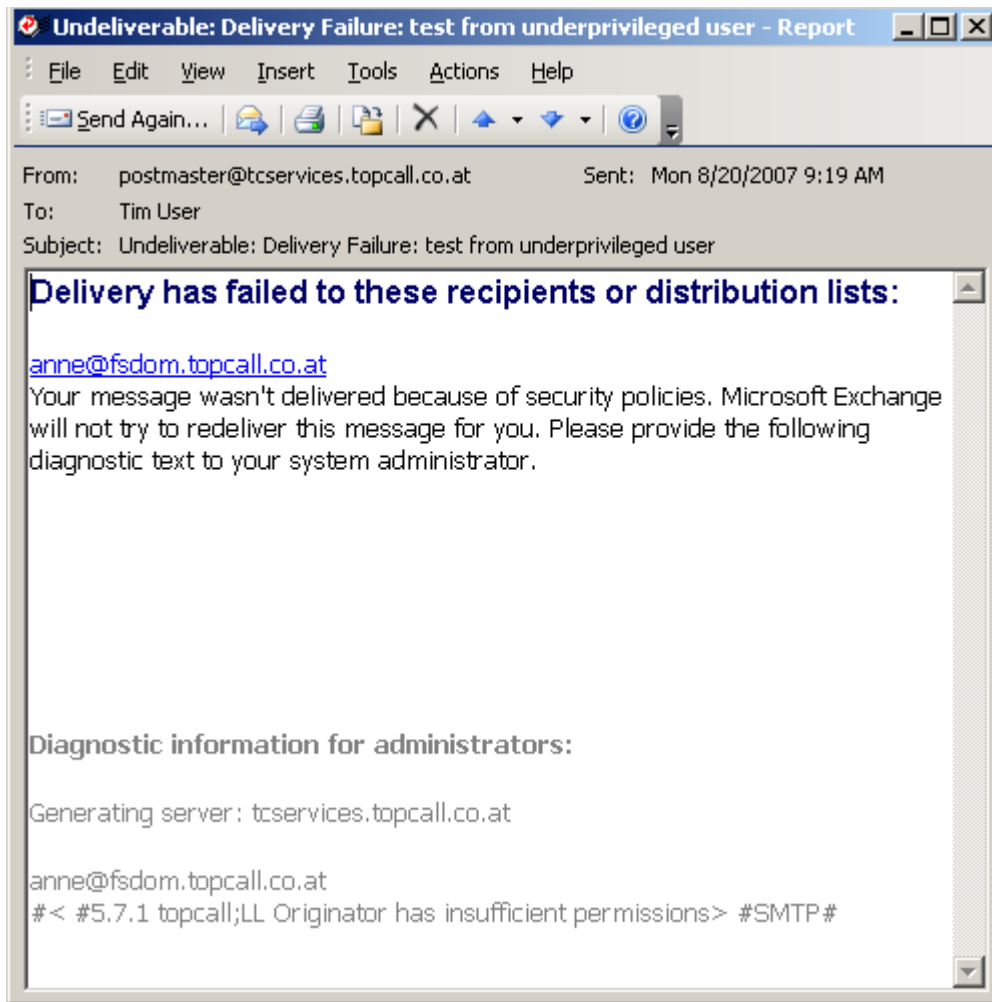 Undeliverable: Delivery Failure: test from underprivileged user - Report
File Edit View Insert Tools Actions Help
Send Again...
From: postmaster@tcservices.topcall.co.at Sent: Mon 8/20/2007 9:19 AM
To: Tim User
Subject: Undeliverable: Delivery Failure: test from underprivileged user
Delivery has failed to these recipients or distribution lists:
anne@fsdom.topcall.co.at
Your message wasn't delivered because of security policies. Microsoft Exchange
will not try to redeliver this message for you. Please provide the following
diagnostic text to your system administrator.
Diagnostic information for administrators:
Generating server: tcservices.topcall.co.at
anne@fsdom.topcall.co.at
#< #5.7.1 topcall;LL Originator has insufficient permissions> #SMTP#